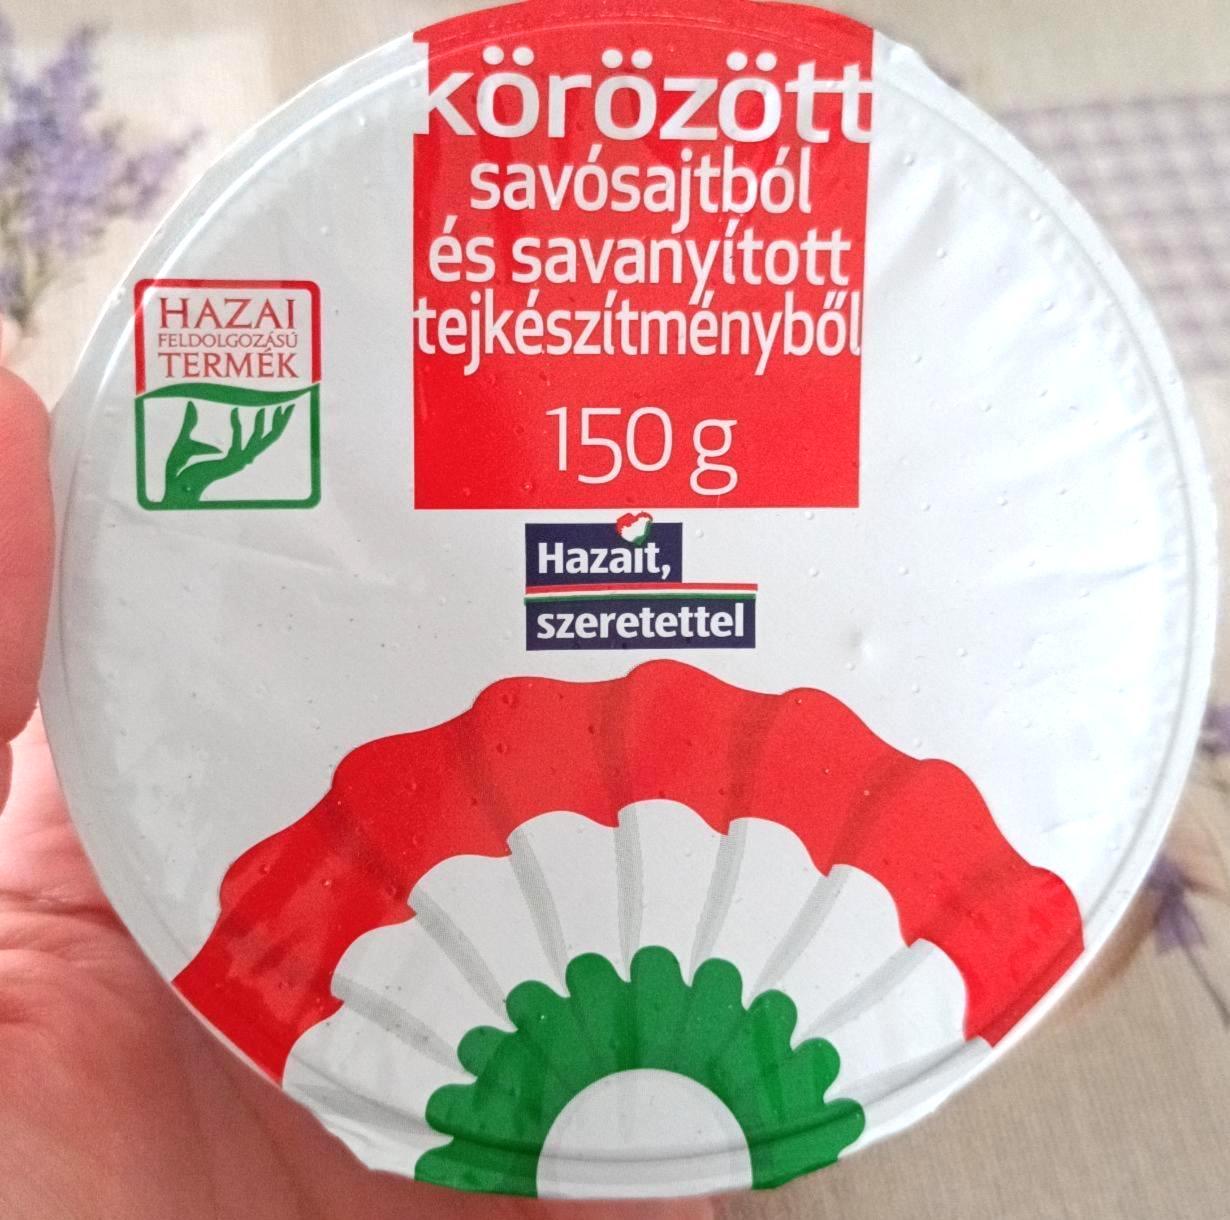 körözött
savósajtból
és savanyított
tejkészítményből
150 g
HAZAI
FELDOLGOZÁSÚ
TERMÉK
Hazait,
szeretettel